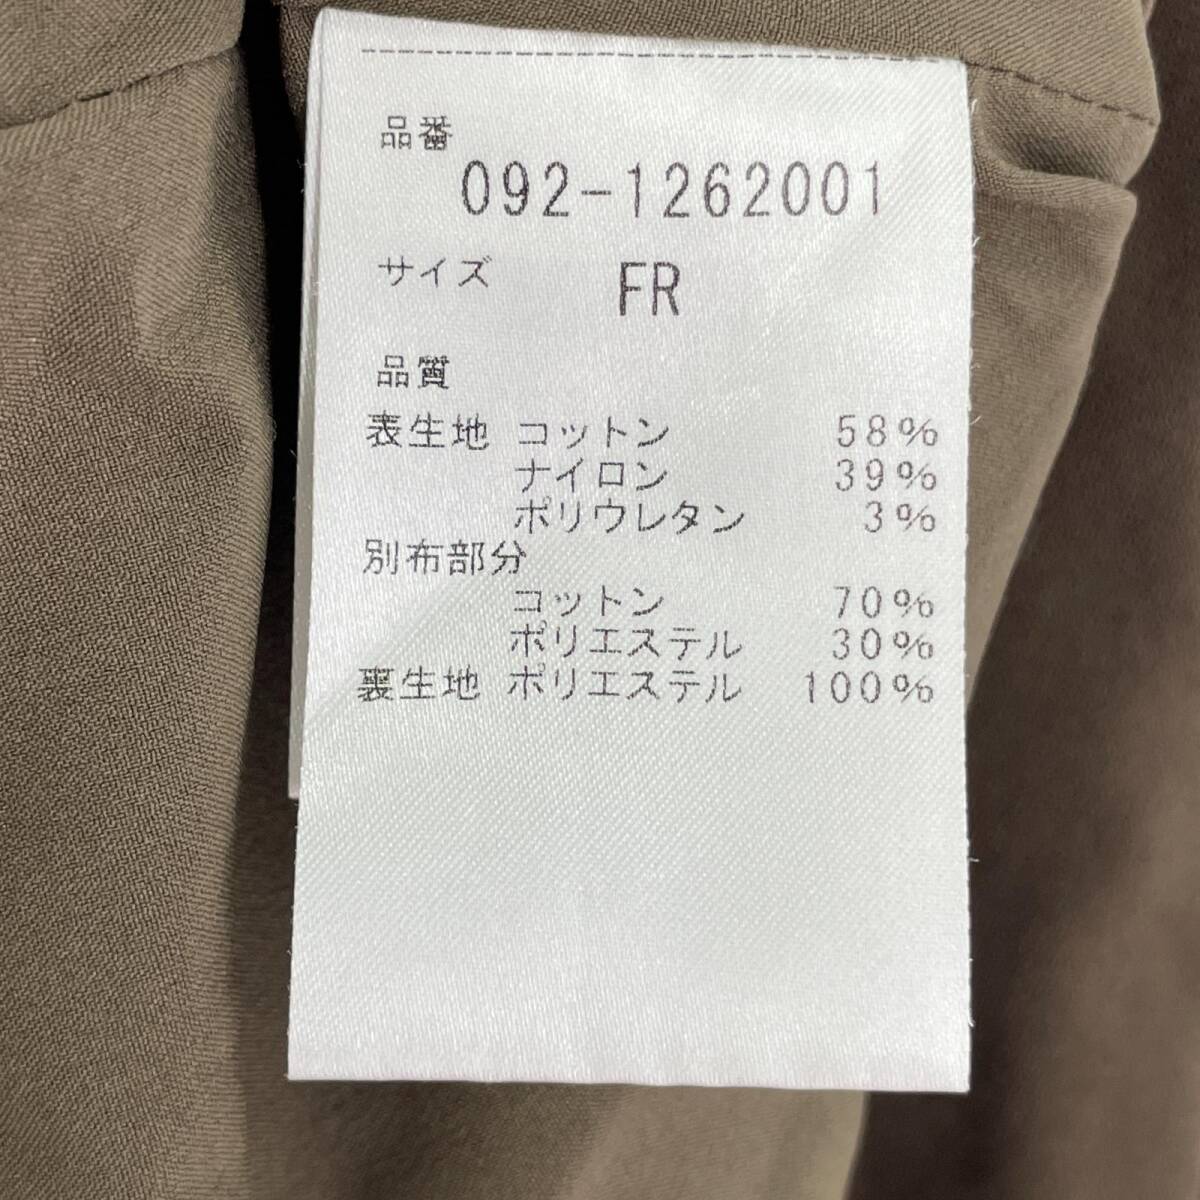 品番
092-1262001
サイズ FR
品質
表生地 コットン 58%
ナイロン 39%
ポリウレタン 3%
別布部分
コットン 70%
ポリエステル 30%
裏生地 ポリエステル 100%